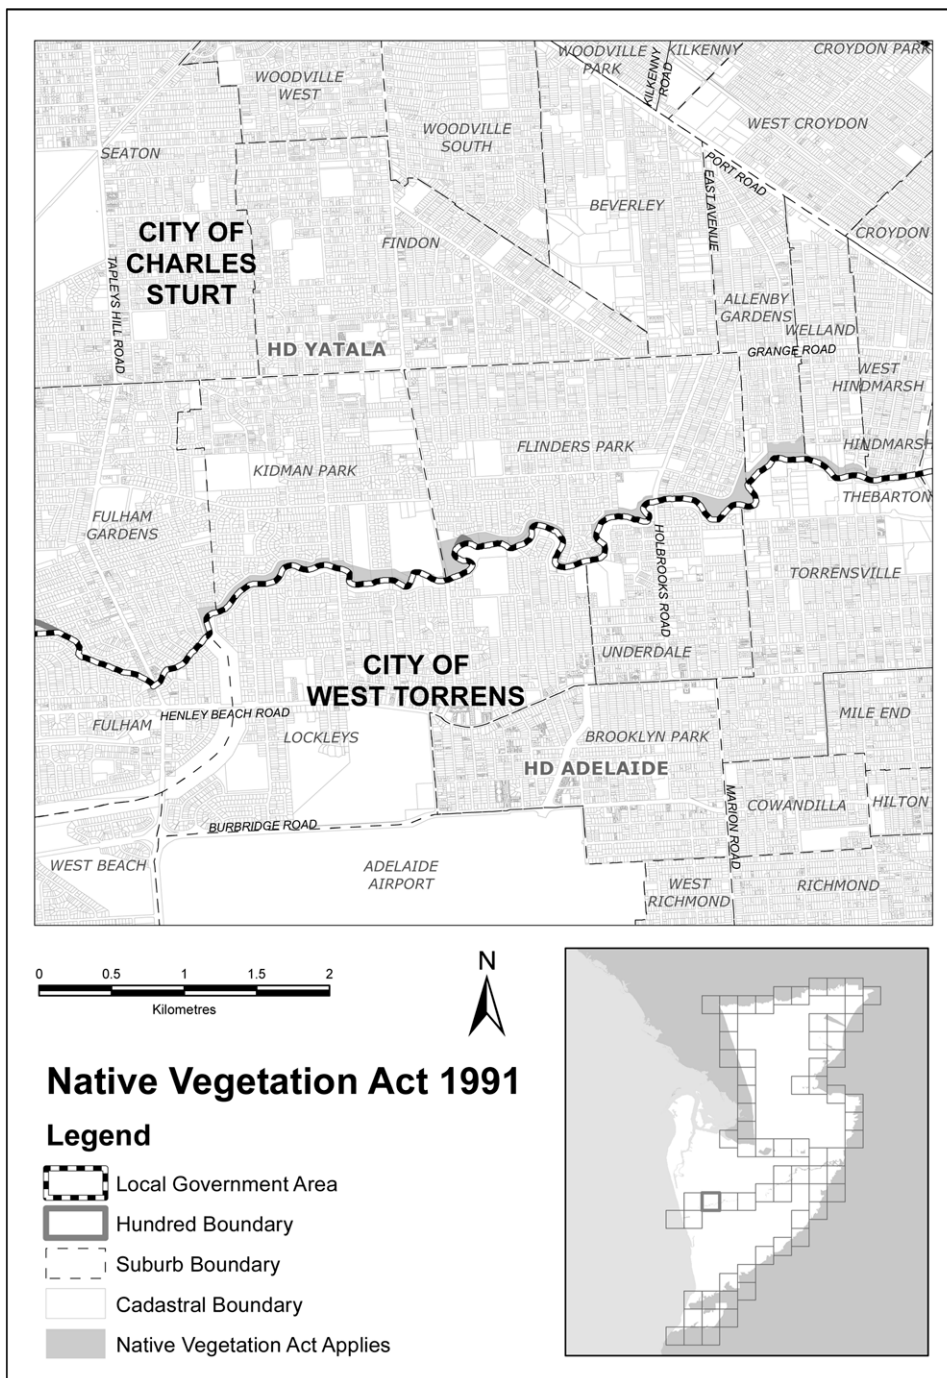 WOODVILLE
PARK
KILKENNY
ROAD
KILKENNY
CROYDON PARK
WOODVILLE
WEST
WOODVILLE
SOUTH
WEST CROYDON
SEATON
PORT ROAD
EAST AVENUE
BEVERLEY
CITY OF
CHARLES
STURT
FINDON
CROYDON
TAPLEYS HILL ROAD
ALLENBY
GARDENS
WELLAND
HD YATALA
GRANGE ROAD
WEST
HINDMARSH
FLINDERS PARK
HINDMARSH
KIDMAN PARK
THEBARTON
FULHAM
GARDENS
HOLBROOKS ROAD
TORRENSVILLE
UNDERDALE
CITY OF
WEST TORRENS
FULHAM
HENLEY BEACH ROAD
LOCKLEYS
BROOKLYN PARK
MILE END
HD ADELAIDE
MARION ROAD
COWANDILLA
HILTON
BURBRIDGE ROAD
WEST BEACH
ADELAIDE
AIRPORT
WEST
RICHMOND
RICHMOND
0 0.5 1 1.5 2
Kilometres
N
Native Vegetation Act 1991
Legend
Local Government Area
Hundred Boundary
Suburb Boundary
Cadastral Boundary
Native Vegetation Act Applies